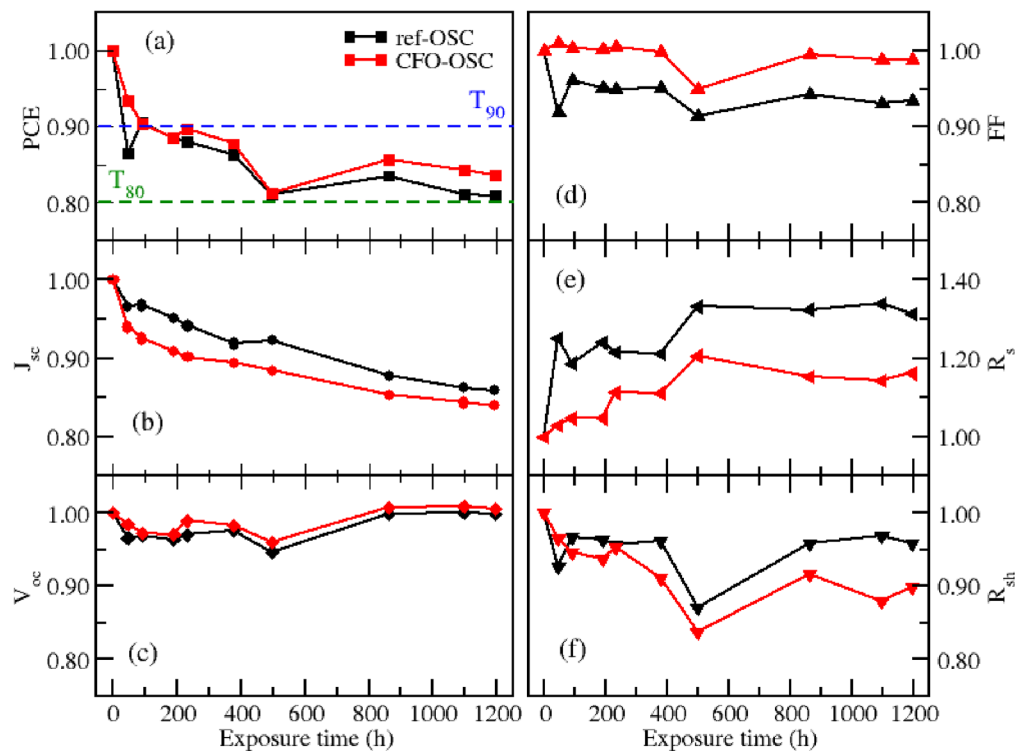 (a)
ref-OSC
CFO-OSC
T90
T80
PCE
1.00
0.90
0.80
(d)
FF
1.00
0.90
0.80
(b)
Jsc
1.00
0.90
0.80
(e)
Rs
1.40
1.20
1.00
(c)
Voc
1.00
0.90
0.80
(f)
Rsh
1.00
0.90
0.80
0 200 400 600 800 1000 1200
Exposure time (h)
0 200 400 600 800 1000 1200
Exposure time (h)